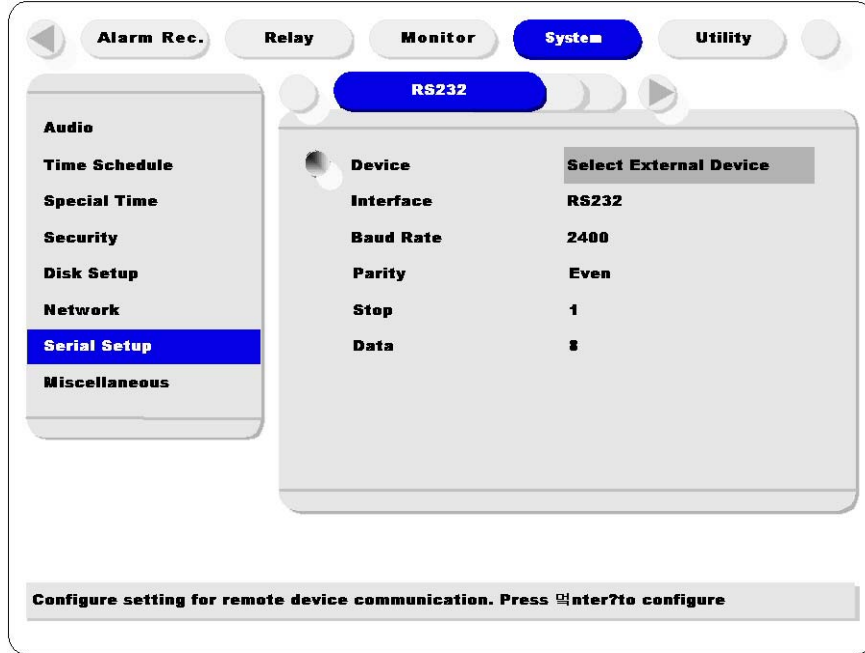 Alarm Rec. Relay Monitor System Utility
RS232
Audio
Time Schedule
Special Time
Security
Disk Setup
Network
Serial Setup
Miscellaneous
Device Select External Device
Interface RS232
Baud Rate 2400
Parity Even
Stop 1
Data 8
Configure setting for remote device communication. Press 먹nter?to configure